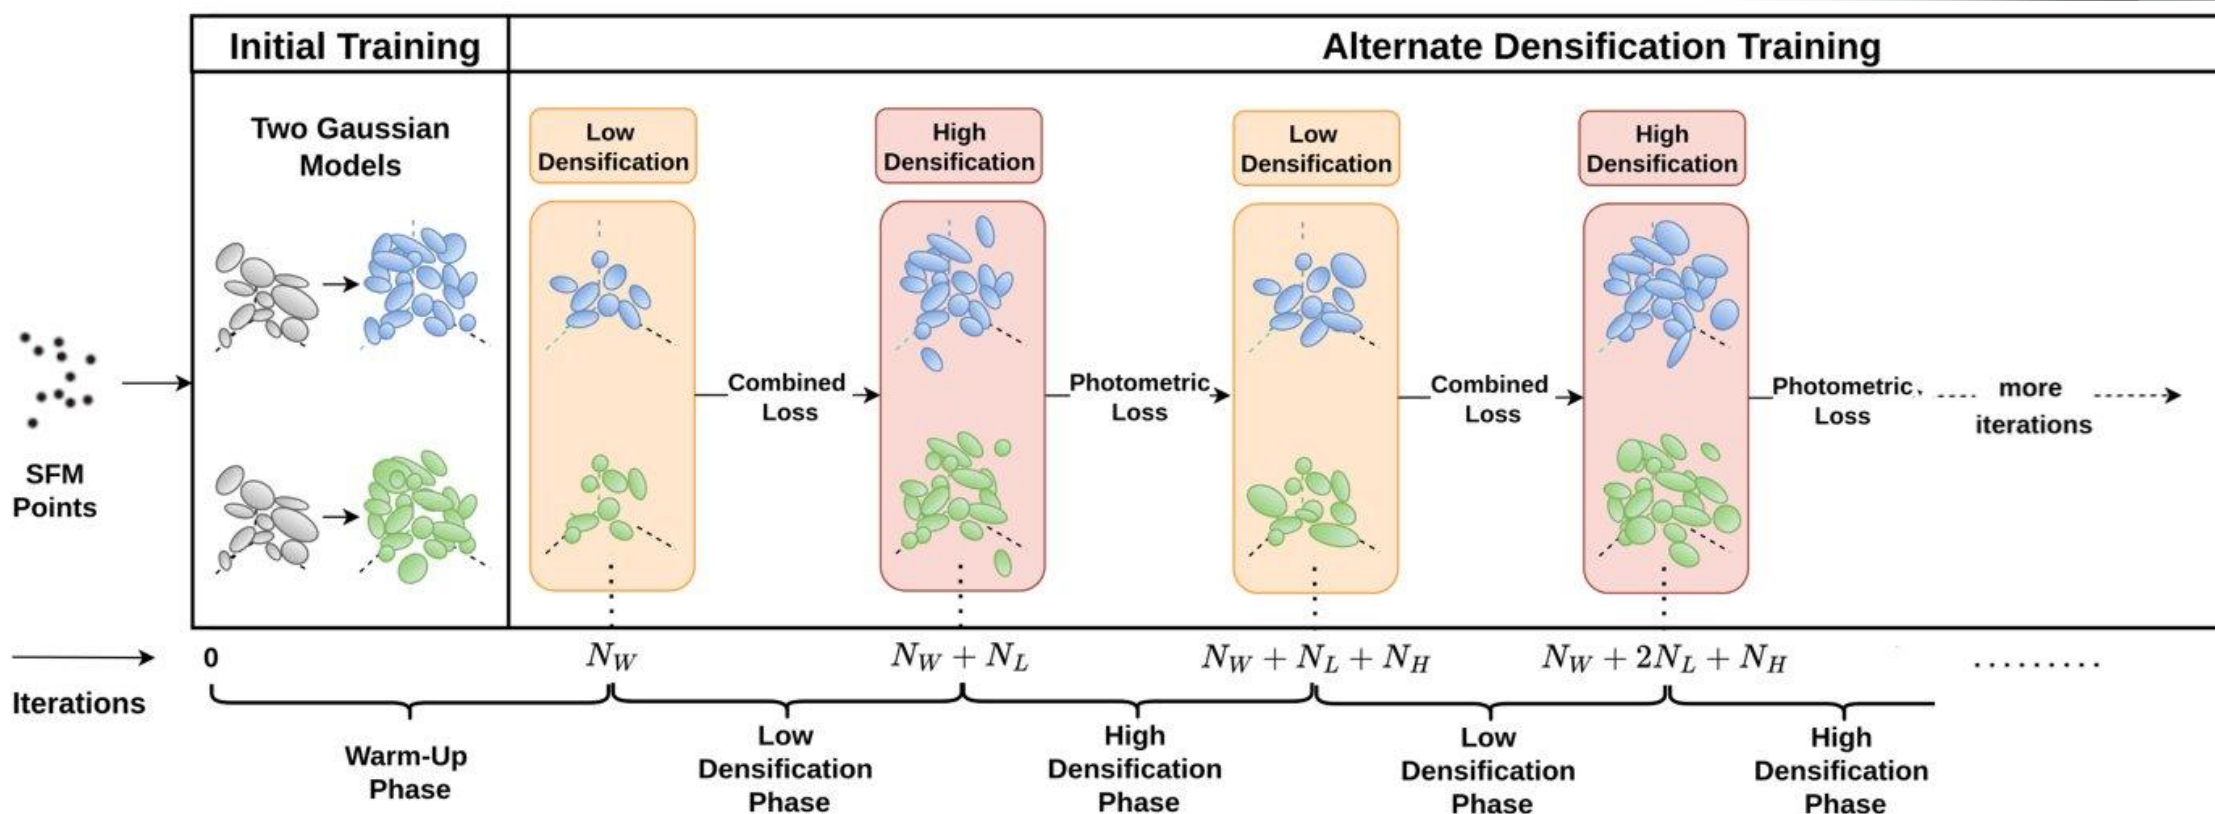 Initial Training
Alternate Densification Training
Two Gaussian
Models
Low
Densification
High
Densification
Low
Densification
High
Densification
SFM
Points
Combined
Loss
Photometric
Loss
Combined
Loss
Photometric
Loss
more
iterations
Iterations
0
N_W
N_W + N_L
N_W + N_L + N_H
N_W + 2N_L + N_H
.........
Warm-Up
Phase
Low
Densification
Phase
High
Densification
Phase
Low
Densification
Phase
High
Densification
Phase